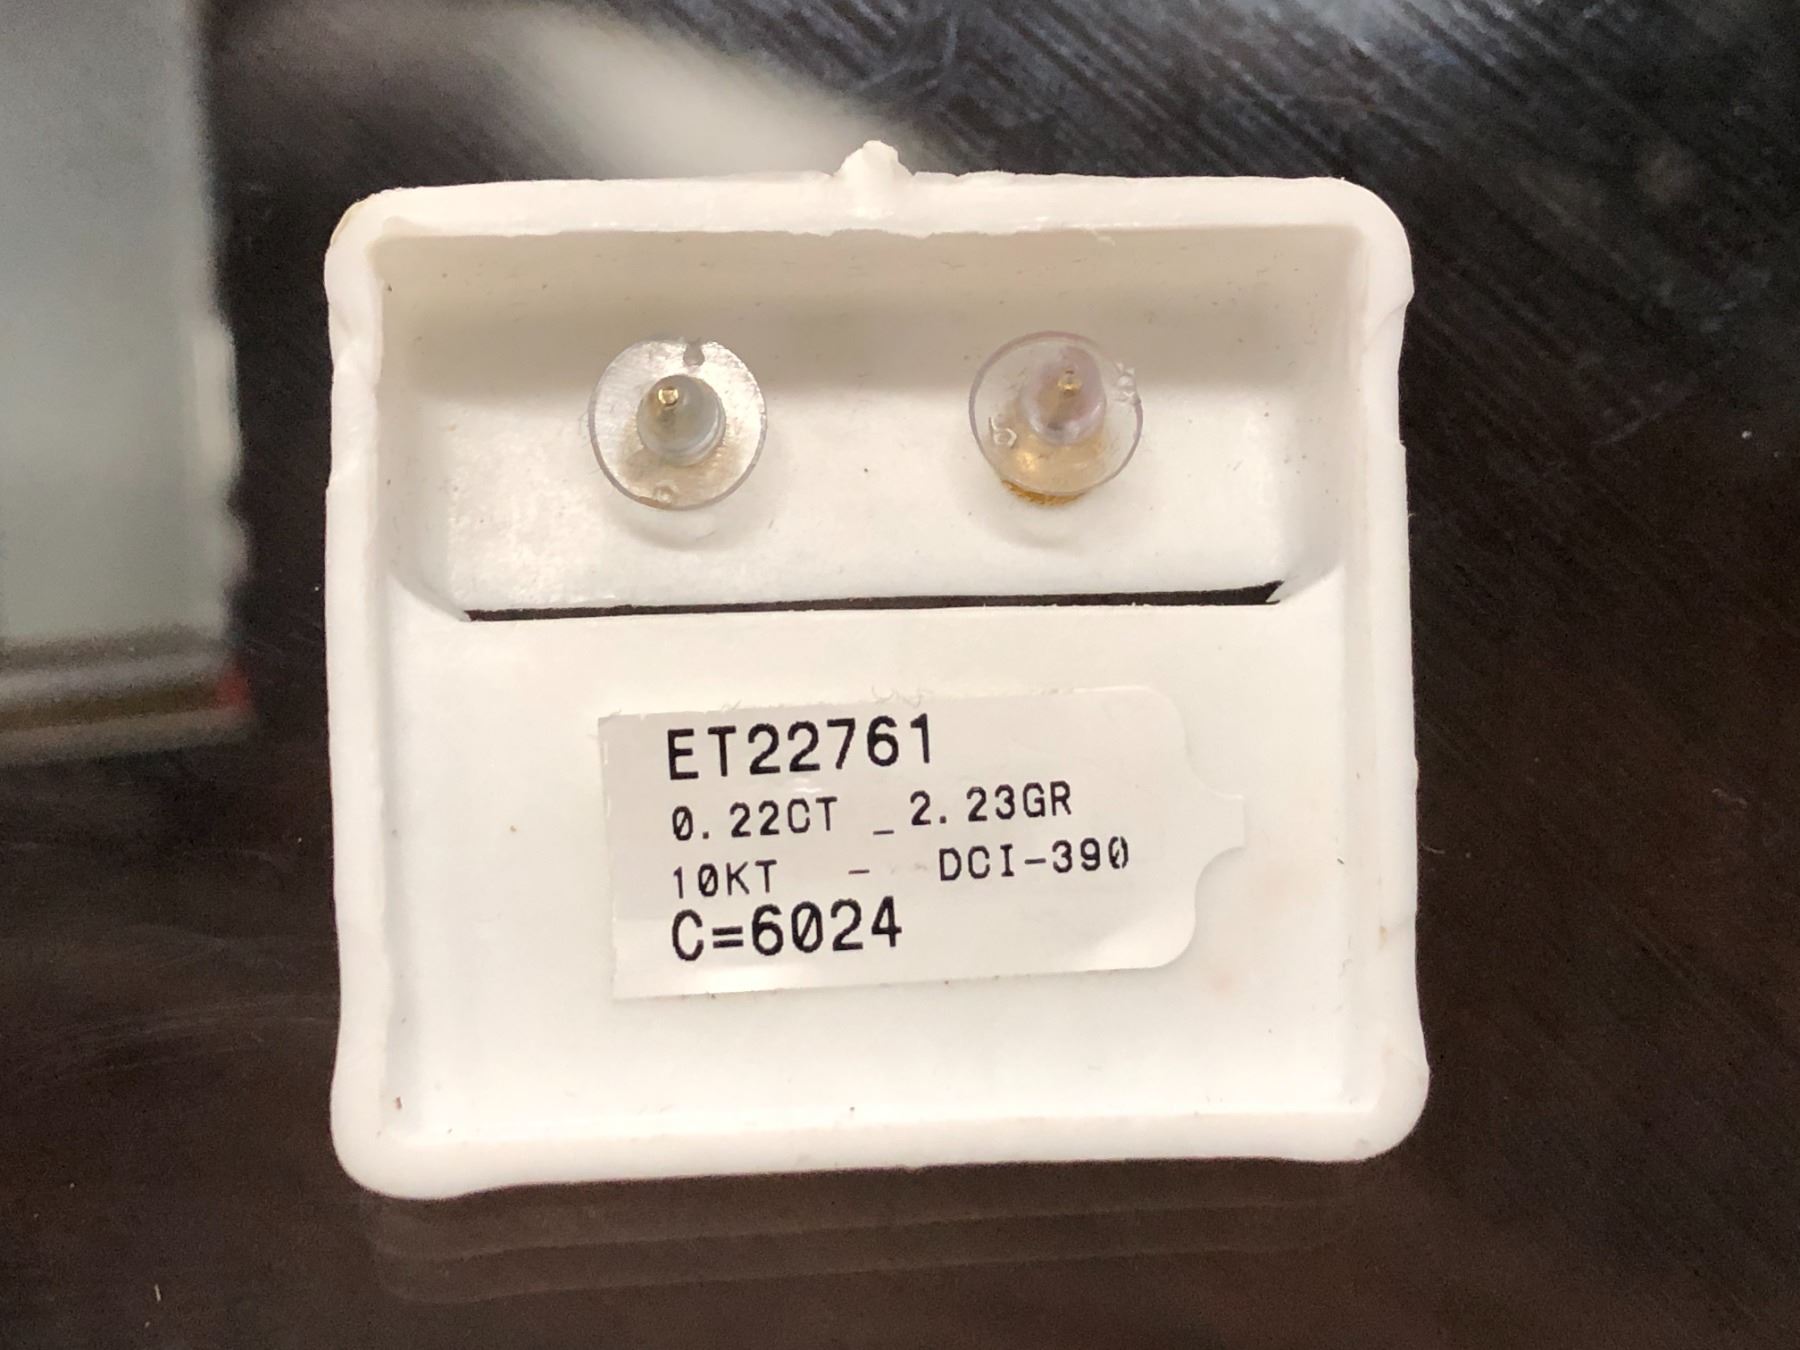 ET22761
0.22CT _ 2.23GR
10KT - DCI-390
C=6024